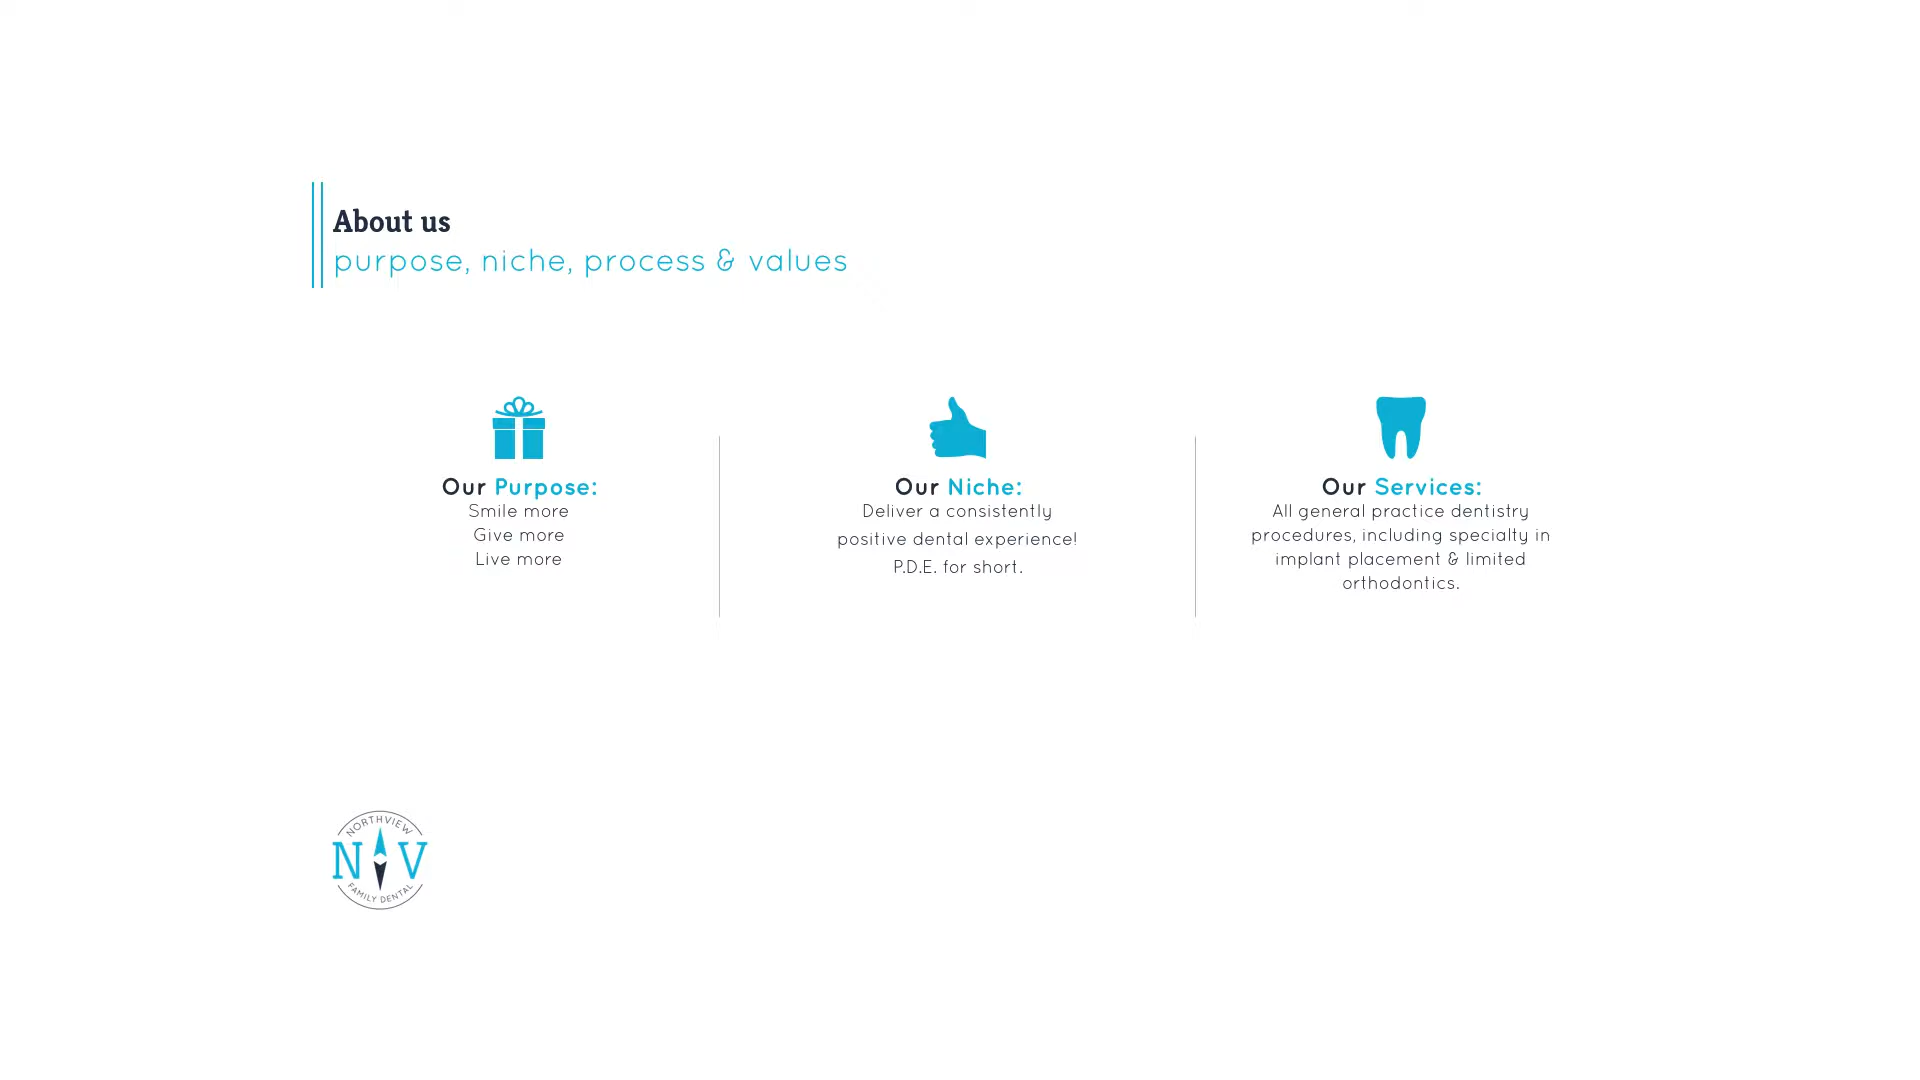 About us
purpose, niche, process & values
Our Purpose:
Smile more
Give more
Live more
Our Niche:
Deliver a consistently
positive dental experience!
P.D.E. for short.
Our Services:
All general practice dentistry
procedures, including specialty in
implant placement & limited
orthodontics.
NORTHVIEW
N V
FAMILY DENTAL